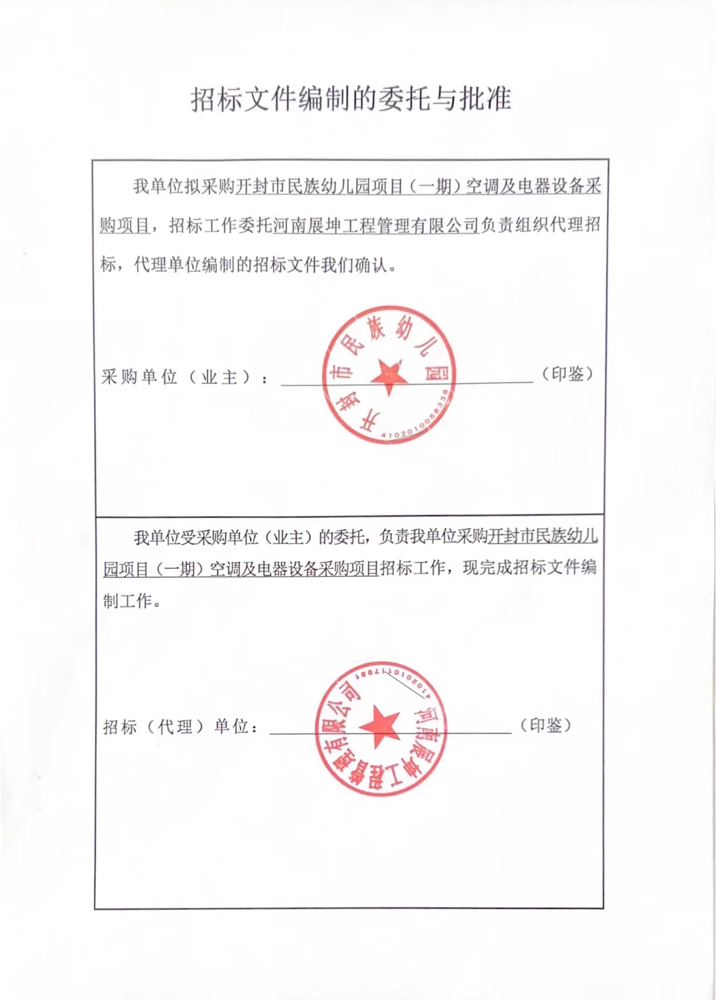 招标文件编制的委托与批准
我单位拟采购开封市民族幼儿园项目（一期）空调及电器设备采
购项目，招标工作委托河南展坤工程管理有限公司负责组织代理招
标，代理单位编制的招标文件我们确认。
开封市民族幼儿园
4102010068336
采购单位（业主）：（印鉴）
我单位受采购单位（业主）的委托，负责我单位采购开封市民族幼儿
园项目（一期）空调及电器设备采购项目招标工作，现完成招标文件编
制工作。
河南展坤工程管理有限公司
招标（代理）单位：（印鉴）